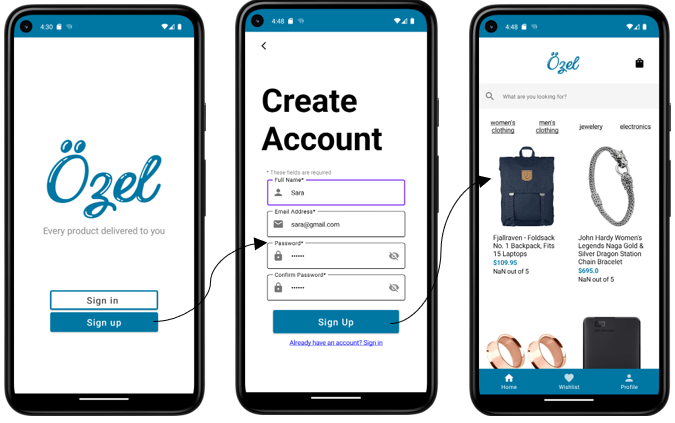 4:30
Özel
Every product delivered to you
Sign in
Sign up
4:48
Create
Account
* These fields are required
Full Name*
Sara
Email Address*
sara@gmail.com
Password*
••••••
Confirm Password*
••••••
Sign Up
Already have an account? Sign in
4:48
Özel
What are you looking for?
women's
clothing
men's
clothing
jewelery
electronics
Fjallraven - Foldsack
No. 1 Backpack, Fits
15 Laptops
$109.95
NaN out of 5
John Hardy Women's
Legends Naga Gold &
Silver Dragon Station
Chain Bracelet
$695.0
NaN out of 5
Home
Wishlist
Profile